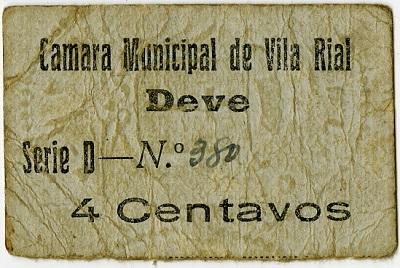 Camara Municipal de Vila Rial
Deve
Serie D—N.º 380
4 Centavos